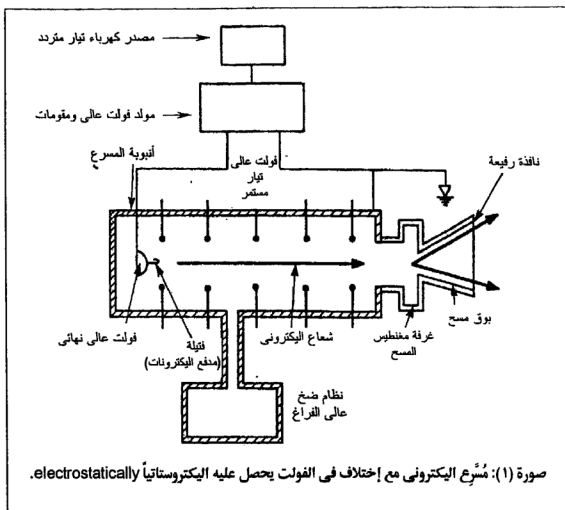 مصدر كهرباء تيار متردد
مولد فولت عالى ومقومات
أنبوبة المسرع
فولت عالى
تيار
مستمر
نافذة رفيعة
فولت عالى نهائى
فتيلة
(مدفع اليكترونات)
شعاع اليكترونى
غرفة مغنطيس
المسح
بوق مسح
نظام ضخ
عالى الفراغ
صورة (١): مُسَّرِع اليكترونى مع إختلاف فى الفولت يحصل عليه اليكتروستاتياً electrostatically.